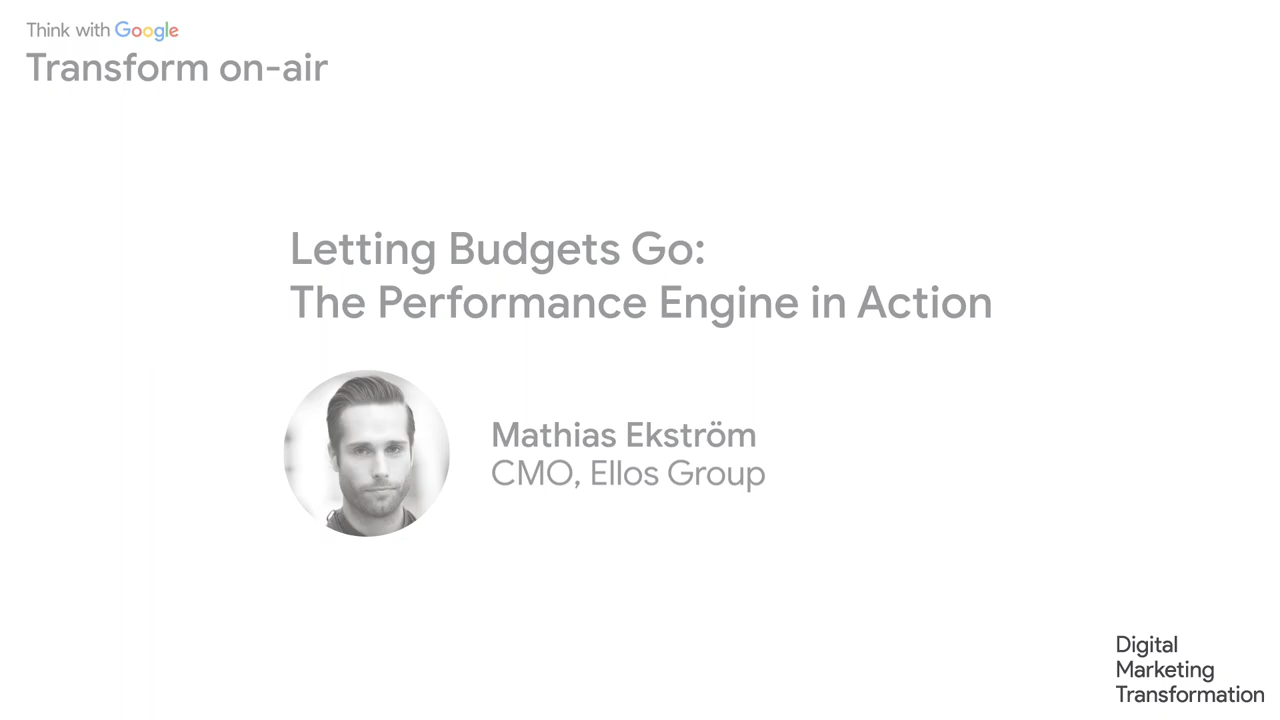 Think with Google
Transform on-air
Letting Budgets Go:
The Performance Engine in Action
Mathias Ekström
CMO, Ellos Group
Digital
Marketing
Transformation